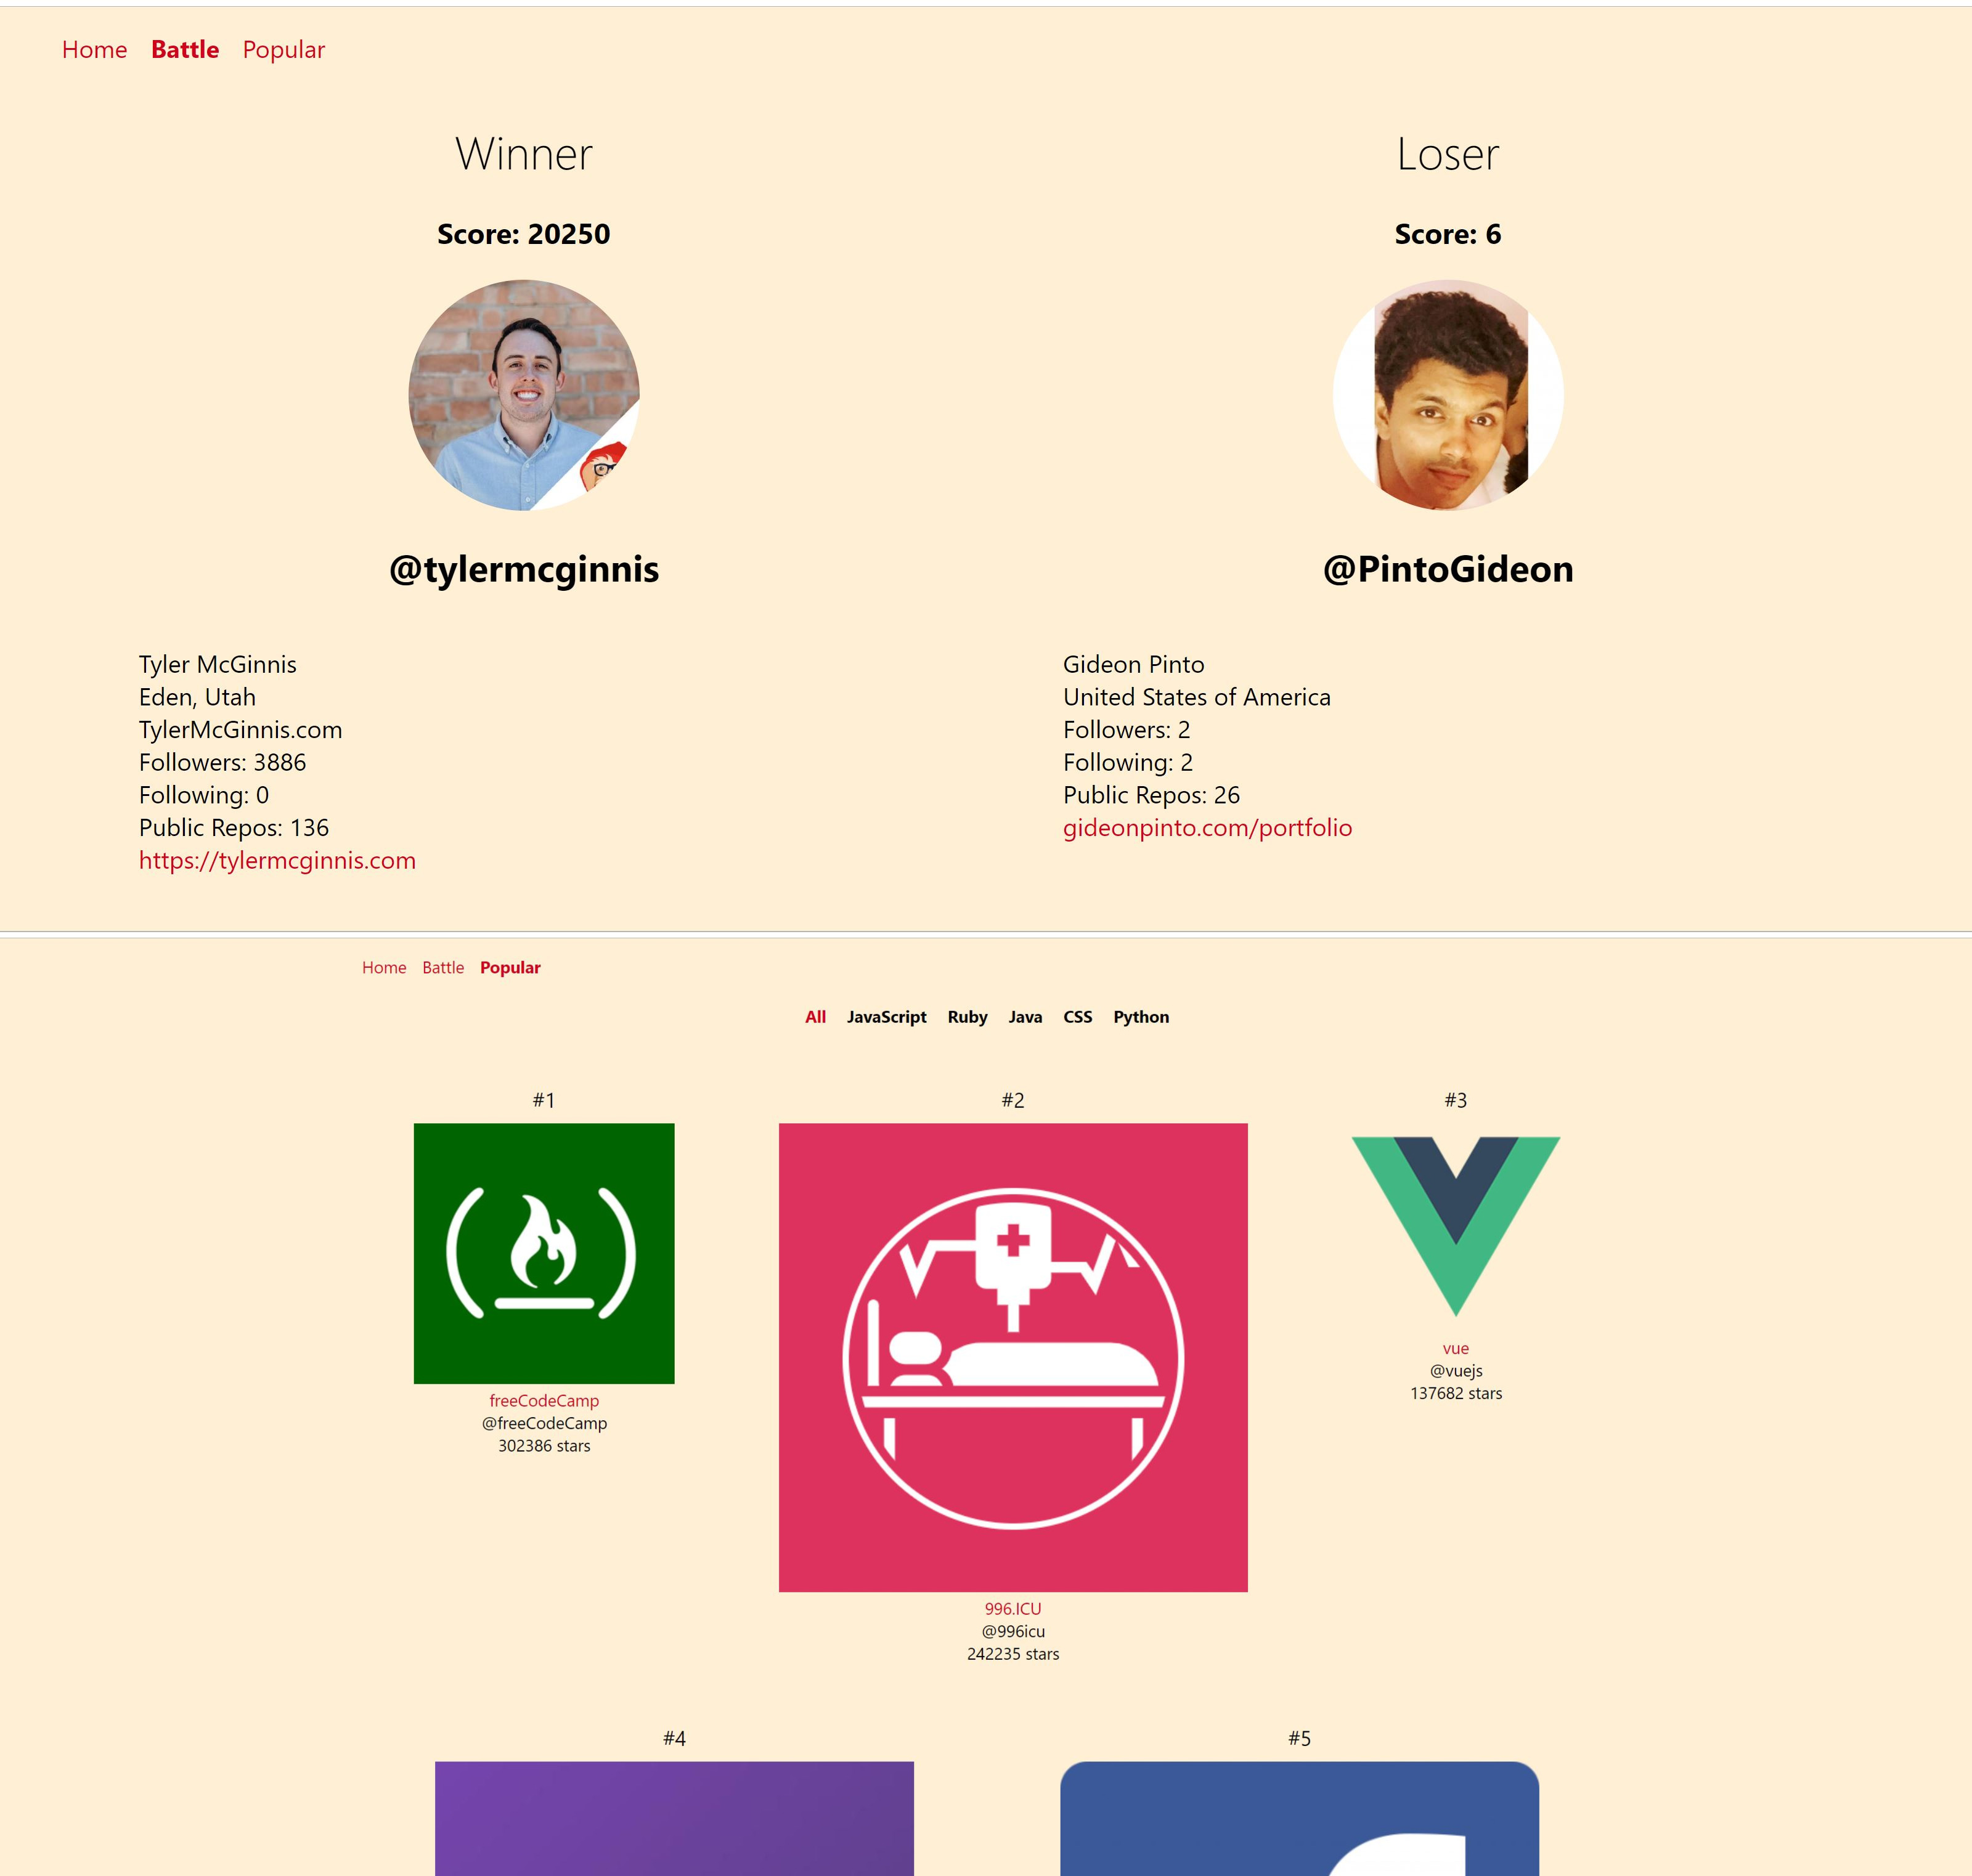 Home Battle Popular
Winner
Score: 20250
@tylermcginnis
Tyler McGinnis
Eden, Utah
TylerMcGinnis.com
Followers: 3886
Following: 0
Public Repos: 136
https://tylermcginnis.com
Loser
Score: 6
@PintoGideon
Gideon Pinto
United States of America
Followers: 2
Following: 2
Public Repos: 26
gideonpinto.com/portfolio
Home Battle Popular
All JavaScript Ruby Java CSS Python
#1
freeCodeCamp
@freeCodeCamp
302386 stars
#2
996.ICU
@996icu
242235 stars
#3
vue
@vuejs
137682 stars
#4
#5